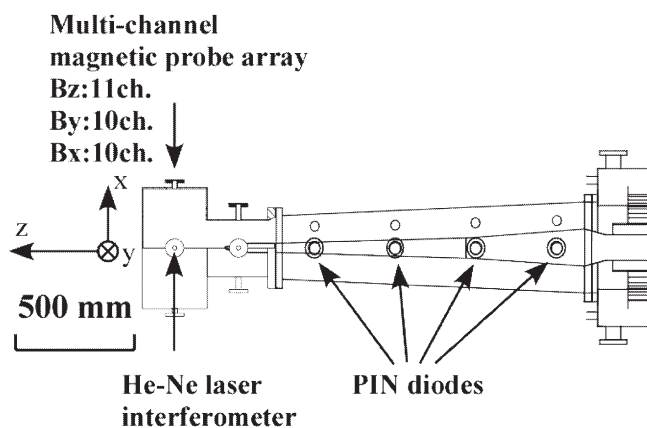 Multi-channel
magnetic probe array
Bz:11ch.
By:10ch.
Bx:10ch.
x
z
y
500 mm
He-Ne laser
interferometer
PIN diodes